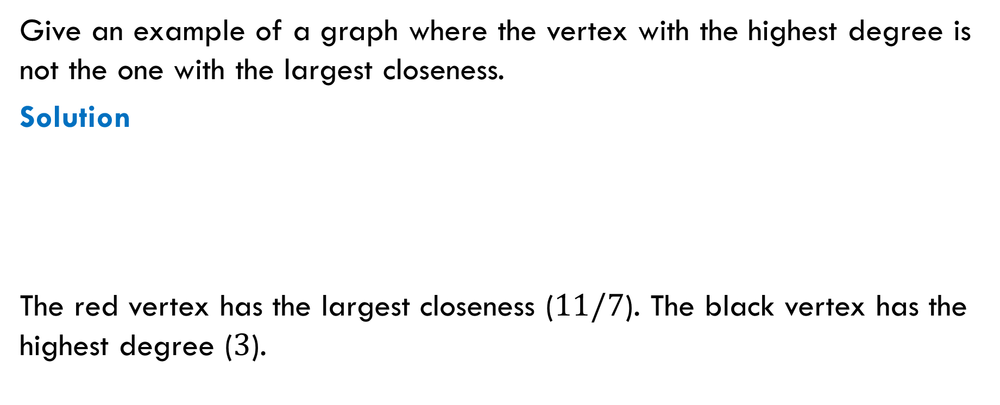 Give an example of a graph where the vertex with the highest degree is
not the one with the largest closeness.
Solution
The red vertex has the largest closeness (11/7). The black vertex has the
highest degree (3).